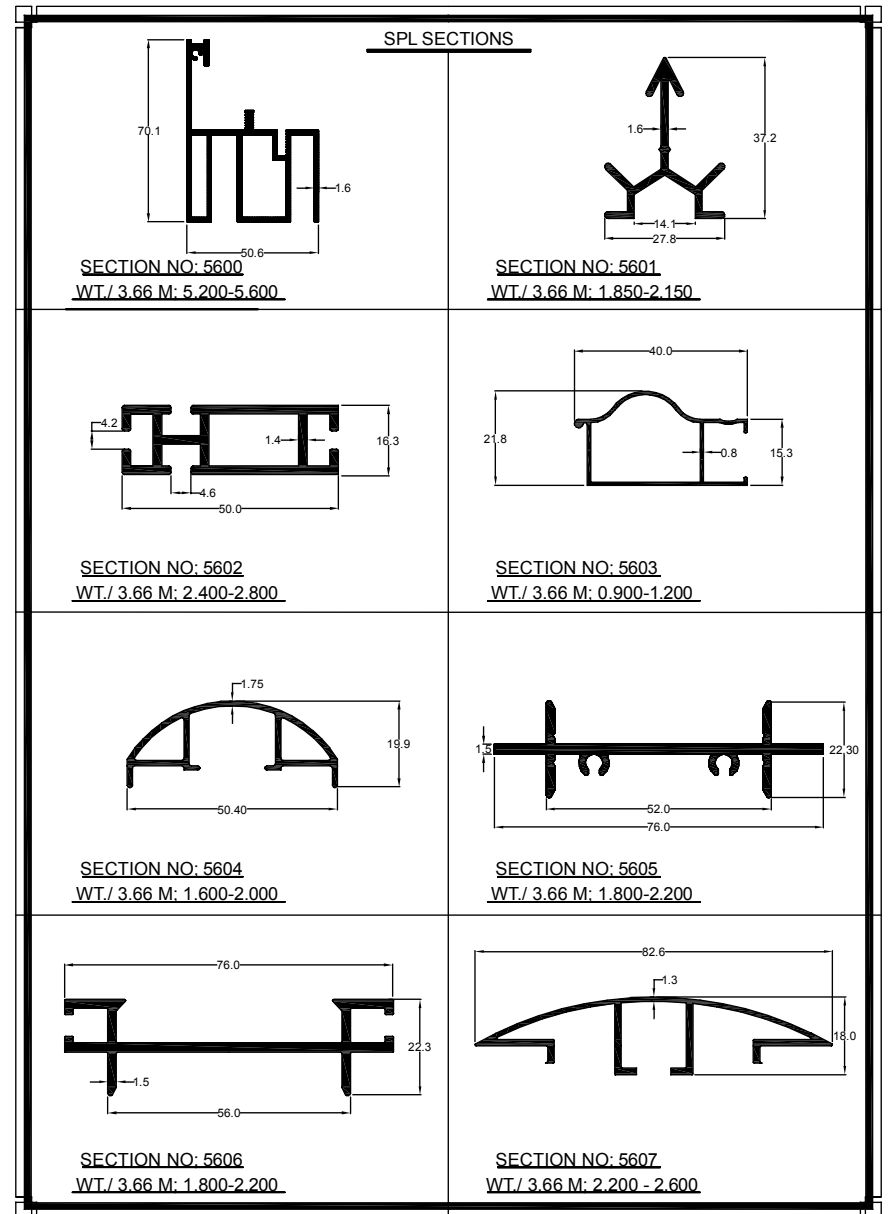 SPL SECTIONS
70.1
1.6
50.6
SECTION NO; 5600
WT./ 3.66 M; 5.200-5.600
1.6
37.2
14.1
27.8
SECTION NO; 5601
WT./ 3.66 M; 1.850-2.150
4.2
1.4
16.3
4.6
50.0
SECTION NO; 5602
WT./ 3.66 M; 2.400-2.800
40.0
21.8
0.8
15.3
SECTION NO; 5603
WT./ 3.66 M; 0.900-1.200
1.75
19.9
50.40
SECTION NO; 5604
WT./ 3.66 M; 1.600-2.000
1.5
22.30
52.0
76.0
SECTION NO; 5605
WT./ 3.66 M; 1.800-2.200
76.0
22.3
1.5
56.0
SECTION NO; 5606
WT./ 3.66 M; 1.800-2.200
82.6
1.3
18.0
SECTION NO; 5607
WT./ 3.66 M; 2.200 - 2.600